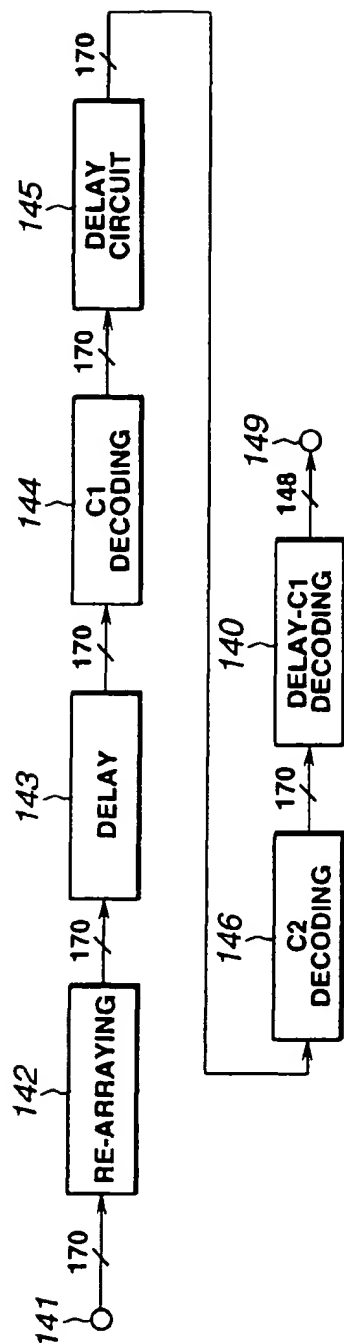 141
170
142
RE-ARRAYING
170
143
DELAY
170
144
C1
DECODING
170
145
DELAY
CIRCUIT
170
146
C2
DECODING
170
140
DELAY-C1
DECODING
148
149